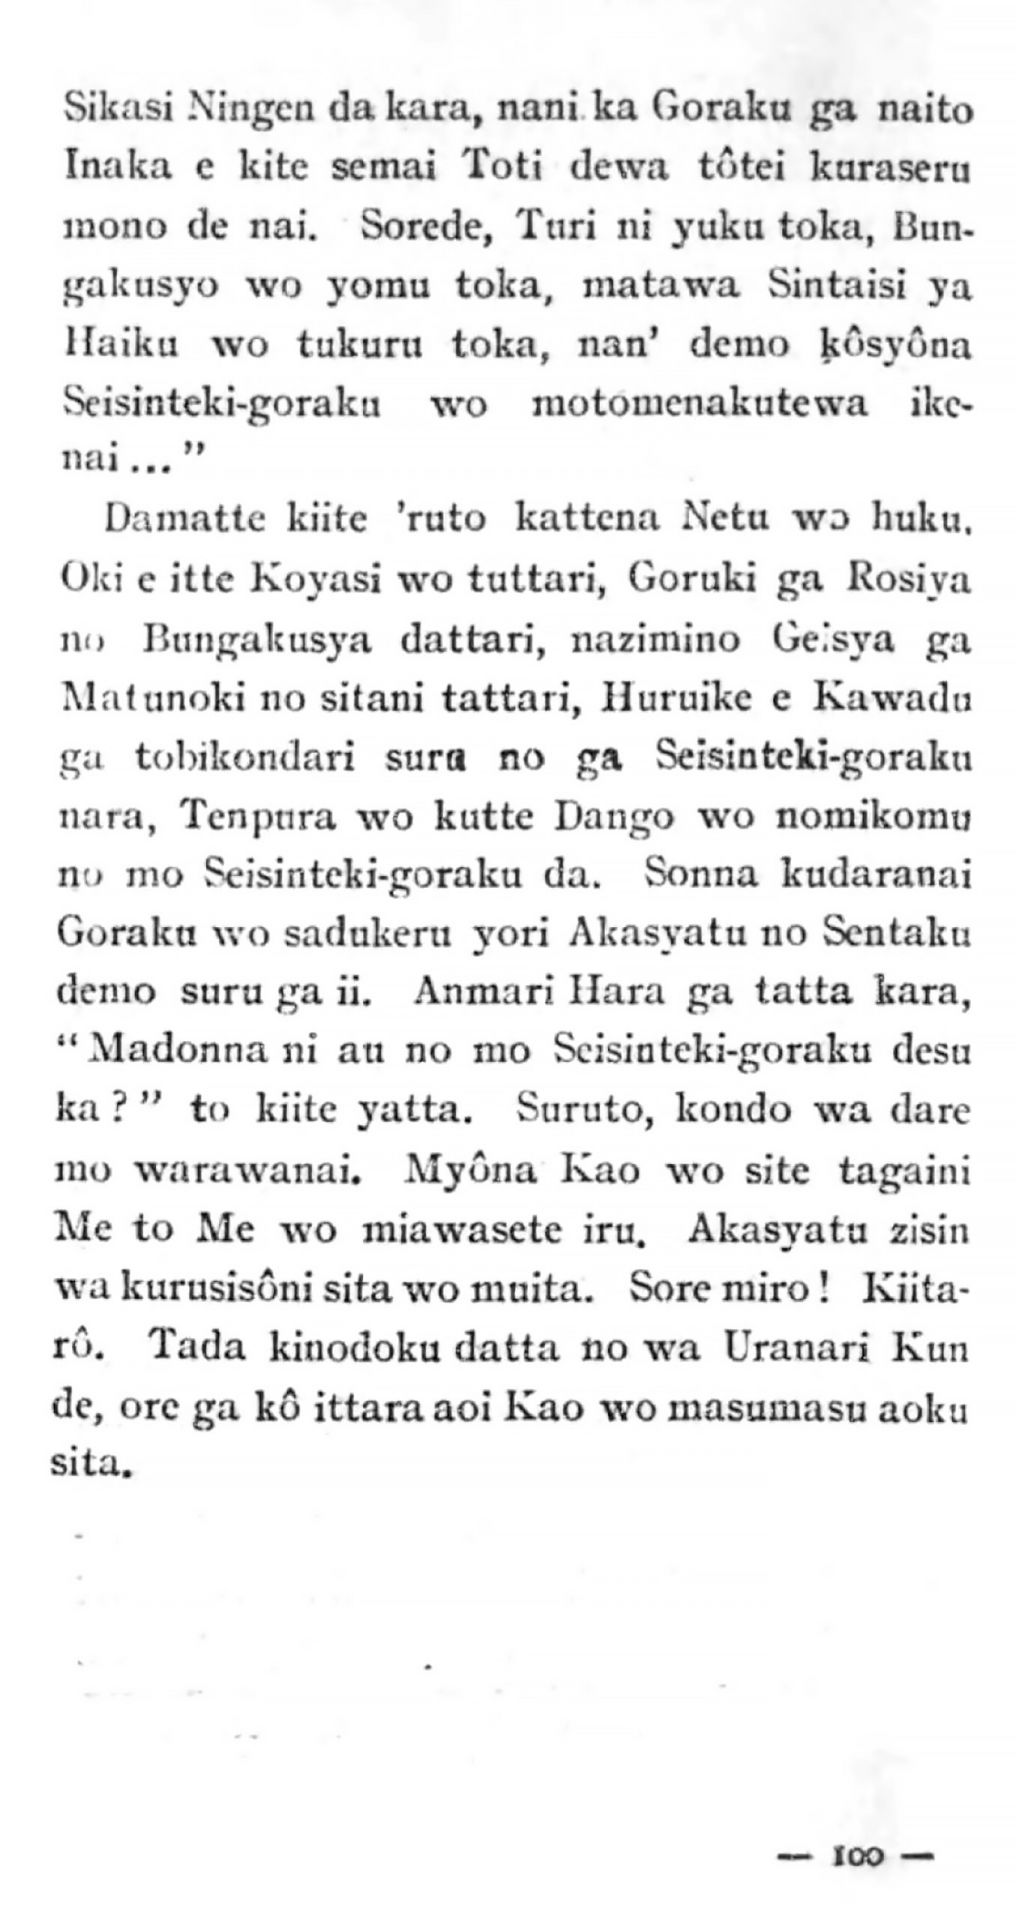 Sikasi Ningen da kara, nani ka Goraku ga naito
Inaka e kite semai Toti dewa tôtei kuraseru
mono de nai. Sorede, Turi ni yuku toka, Bun-
gakusyo wo yomu toka, matawa Sintaisi ya
Haiku wo tukuru toka, nan’ demo kôsyôna
Seisinteki-goraku wo motomenakutewa ike-
nai ... ”
Damatte kiite ’ruto kattena Netu wo huku.
Oki e itte Koyasi wo tuttari, Goruki ga Rosiya
no Bungakusya dattari, nazimino Geisya ga
Matunoki no sitani tattari, Huruike e Kawadu
ga tobikondari suru no ga Seisinteki-goraku
nara, Tenpura wo kutte Dango wo nomikomu
no mo Seisinteki-goraku da. Sonna kudaranai
Goraku wo sadukeru yori Akasyatu no Sentaku
demo suru ga ii. Anmari Hara ga tatta kara,
“ Madonna ni au no mo Seisinteki-goraku desu
ka ? ” to kiite yatta. Suruto, kondo wa dare
mo warawanai. Myôna Kao wo site tagaini
Me to Me wo miawasete iru. Akasyatu zisin
wa kurusisôni sita wo muita. Sore miro ! Kiita-
rô. Tada kinodoku datta no wa Uranari Kun
de, ore ga kô ittara aoi Kao wo masumasu aoku
sita.
— 100 —